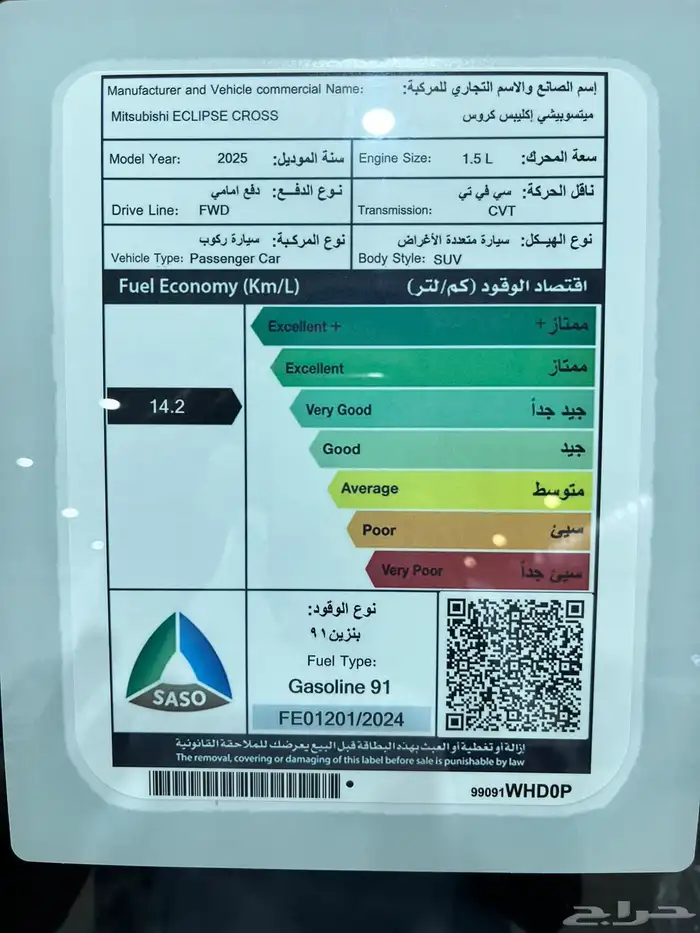 Manufacturer and Vehicle commercial Name: إسم الصانع والاسم التجاري للمركبة:
Mitsubishi ECLIPSE CROSS ميتسوبيشي إكليبس كروس
Model Year: 2025 سنة الموديل:
Engine Size: 1.5 L سعة المحرك:
نوع الدفع: دفع امامي
Drive Line: FWD
ناقل الحركة: سي في تي
Transmission: CVT
نوع المركبة: سيارة ركوب
Vehicle Type: Passenger Car
نوع الهيكل: سيارة متعددة الأغراض
Body Style: SUV
Fuel Economy (Km/L) اقتصاد الوقود (كم/لتر)
Excellent + ممتاز +
Excellent ممتاز
14.2
Very Good جيد جداً
Good جيد
Average متوسط
Poor سيئ
Very Poor سيئ جداً
SASO
نوع الوقود:
بنزين ٩١
Fuel Type:
Gasoline 91
FE01201/2024
إزالة أو تغطية أو العبث بهذه البطاقة قبل البيع يعرضك للملاحقة القانونية
The removal, covering or damaging of this label before sale is punishable by law
99091WHD0P
حراج